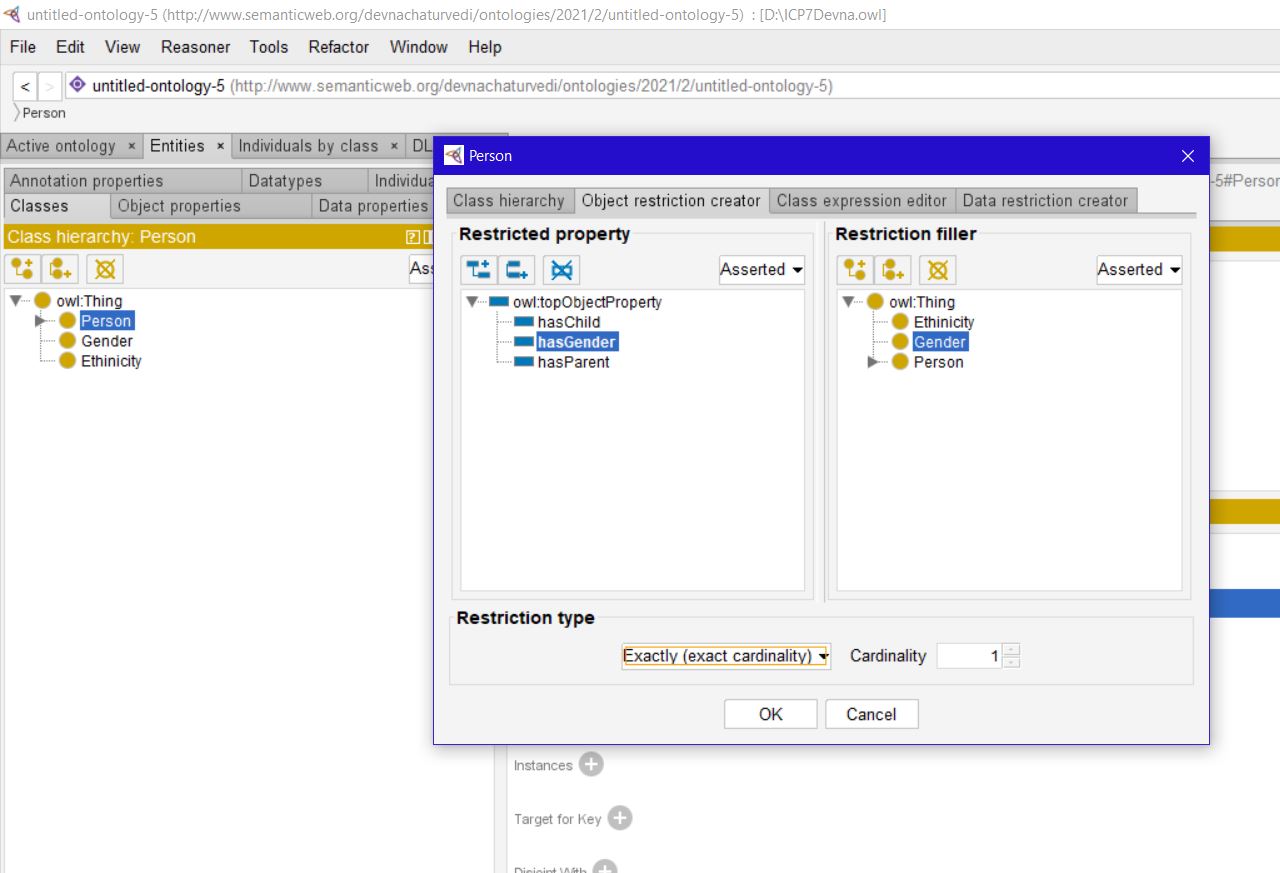 untitled-ontology-5 (http://www.semanticweb.org/devnachaturvedi/ontologies/2021/2/untitled-ontology-5) : [D:\ICP7Devna.owl]
File Edit View Reasoner Tools Refactor Window Help
< > untitled-ontology-5 (http://www.semanticweb.org/devnachaturvedi/ontologies/2021/2/untitled-ontology-5)
Person
Active ontology × Entities × Individuals by class × DL
Annotation properties Datatypes Individua
Classes Object properties Data properties
Class hierarchy: Person
Ass
owl:Thing
Person
Gender
Ethinicity
Person
-5#Person
Class hierarchy Object restriction creator Class expression editor Data restriction creator
Restricted property
Asserted
owl:topObjectProperty
hasChild
hasGender
hasParent
Restriction filler
Asserted
owl:Thing
Ethinicity
Gender
Person
Restriction type
Exactly (exact cardinality) Cardinality 1
OK Cancel
Instances
Target for Key
Disjoint With